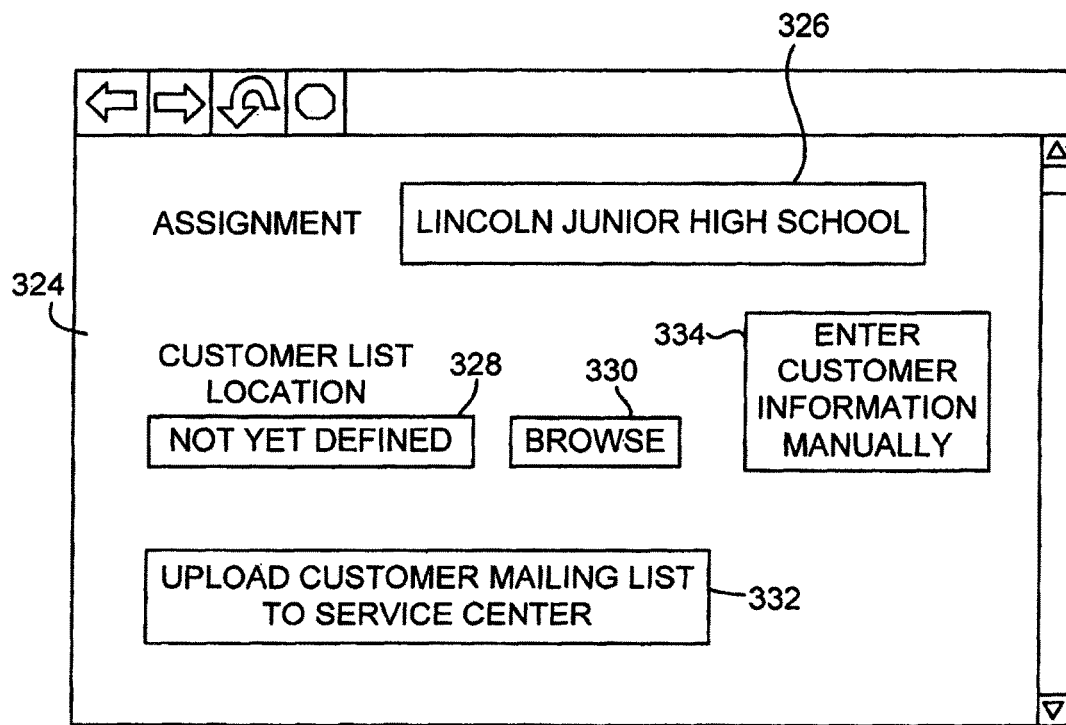 326
ASSIGNMENT
LINCOLN JUNIOR HIGH SCHOOL
324
CUSTOMER LIST
LOCATION
328
NOT YET DEFINED
330
BROWSE
334
ENTER
CUSTOMER
INFORMATION
MANUALLY
UPLOAD CUSTOMER MAILING LIST
TO SERVICE CENTER
332